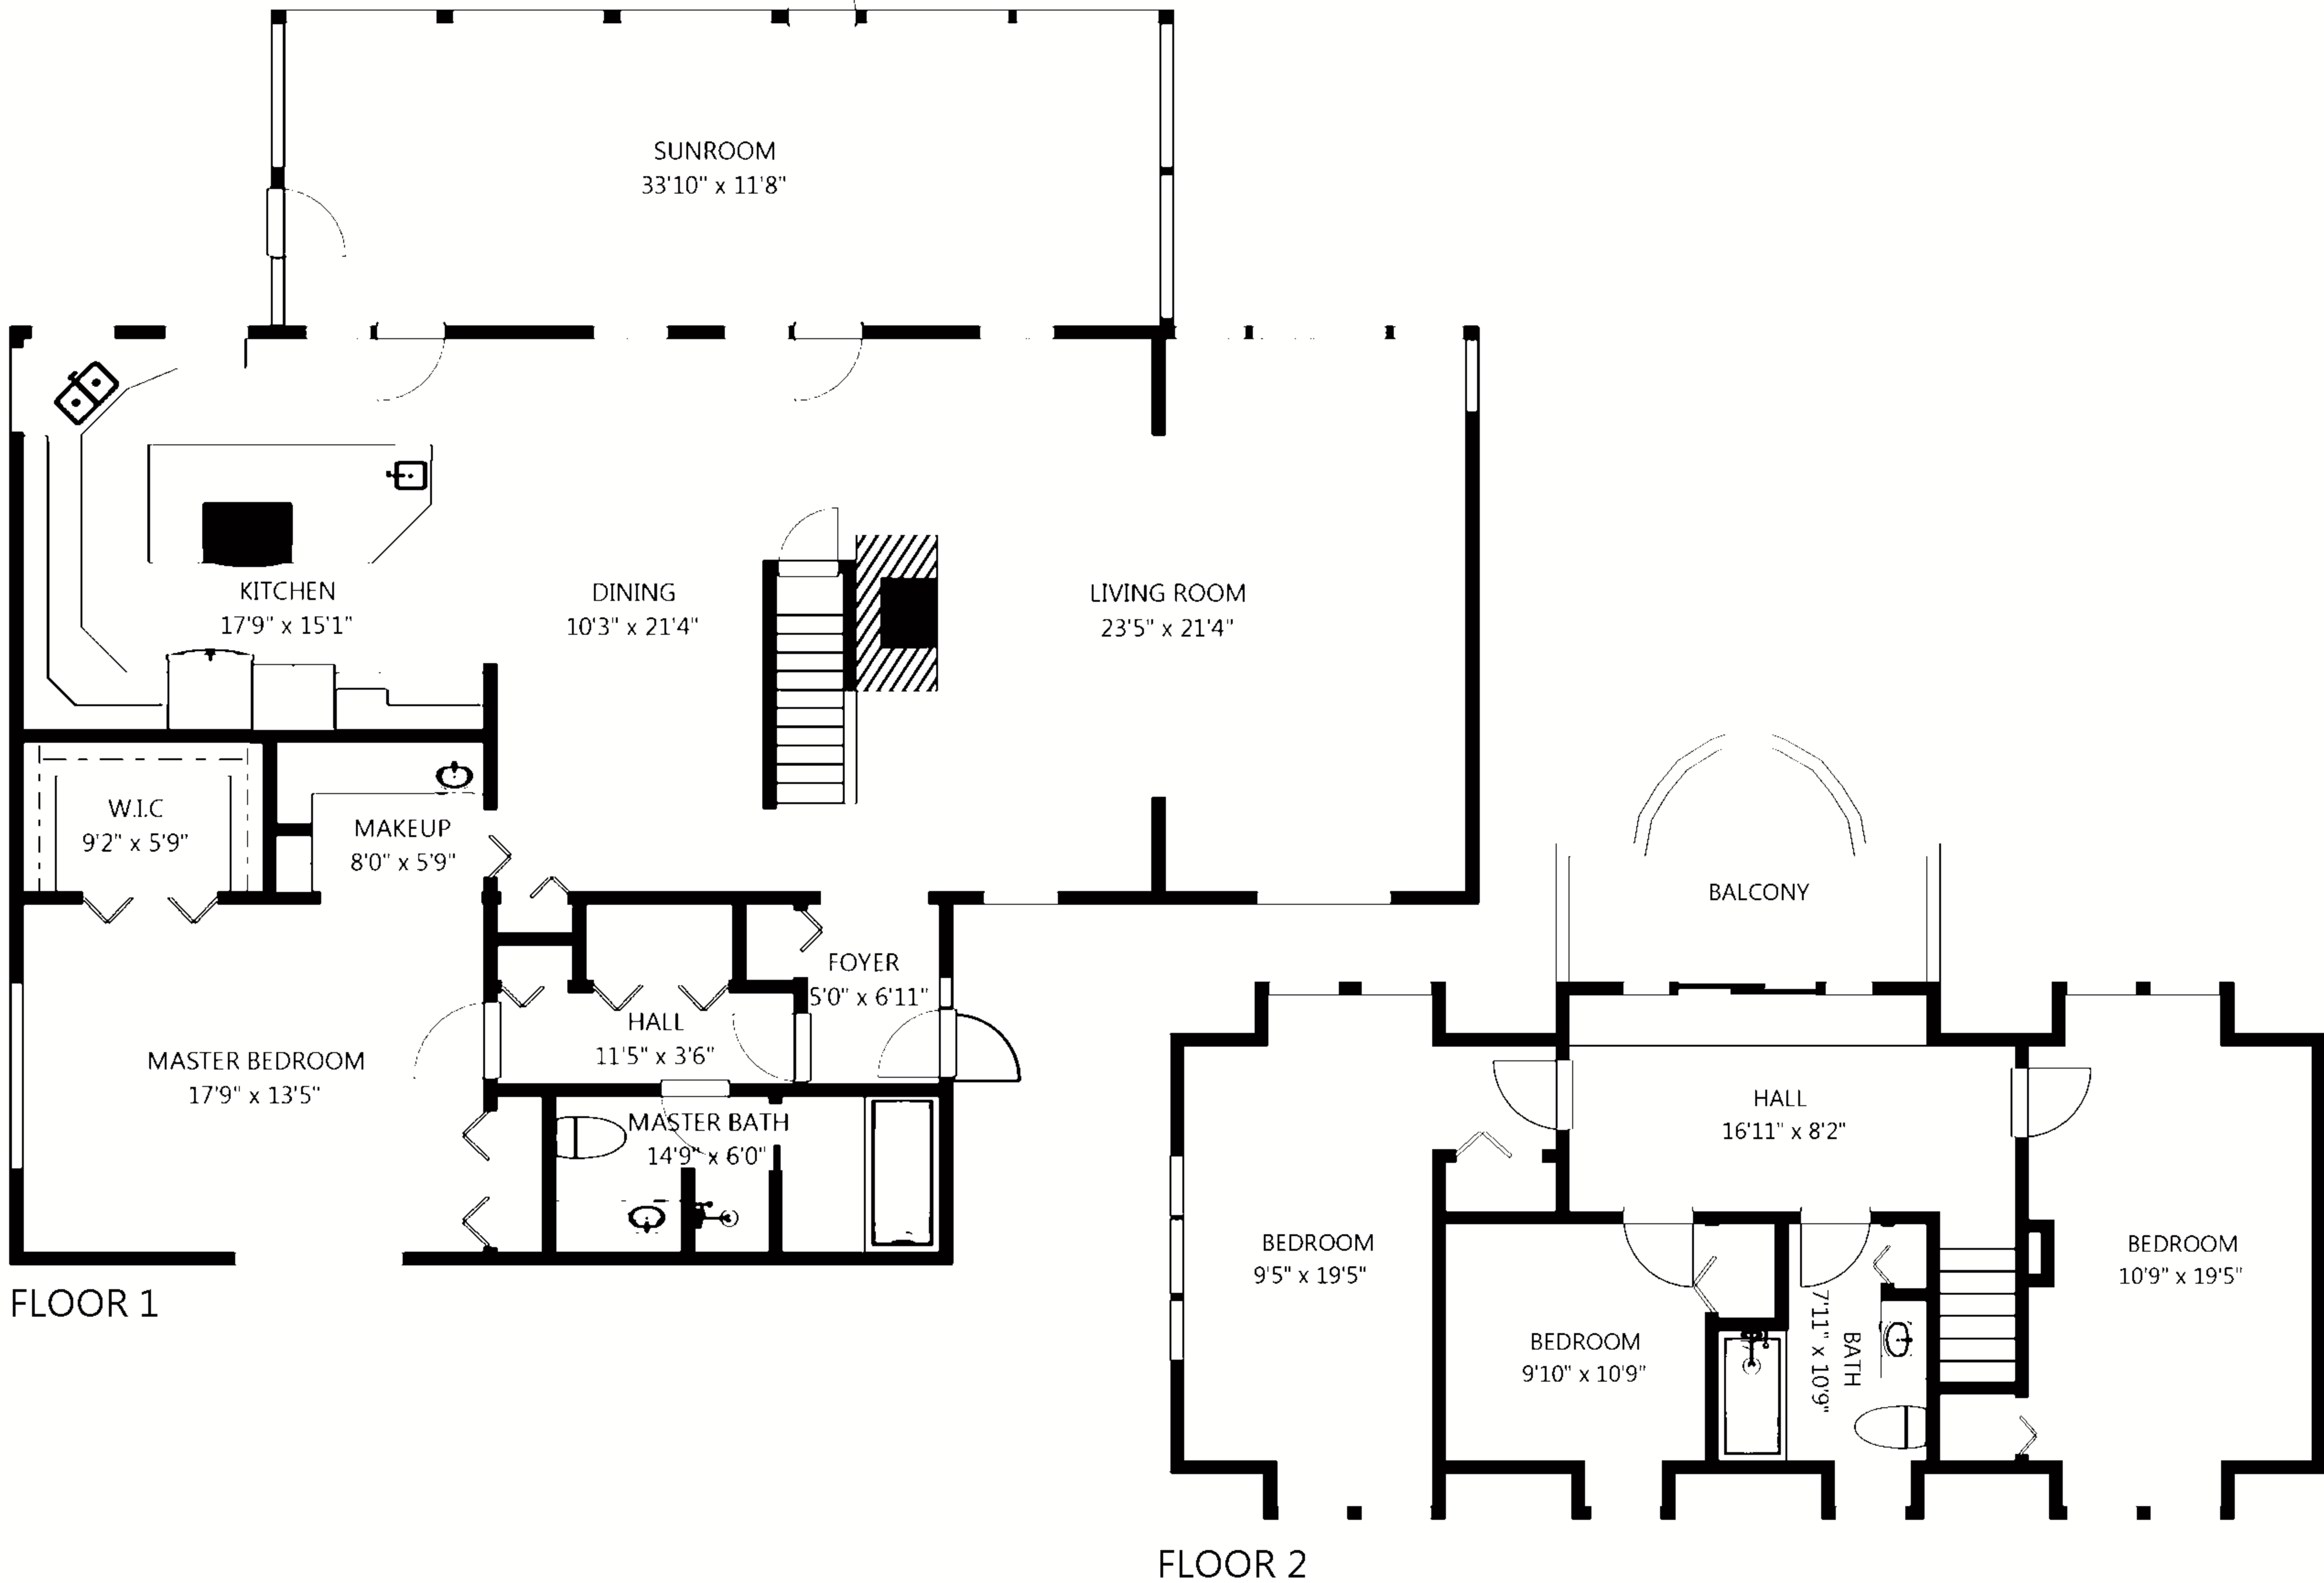 SUNROOM
33'10" x 11'8"
KITCHEN
17'9" x 15'1"
DINING
10'3" x 21'4"
LIVING ROOM
23'5" x 21'4"
W.I.C
9'2" x 5'9"
MAKEUP
8'0" x 5'9"
BALCONY
FOYER
5'0" x 6'11"
HALL
11'5" x 3'6"
MASTER BEDROOM
17'9" x 13'5"
MASTER BATH
14'9" x 6'0"
HALL
16'11" x 8'2"
BEDROOM
9'5" x 19'5"
BEDROOM
10'9" x 19'5"
BEDROOM
9'10" x 10'9"
BATH
7'11" x 10'9"
FLOOR 1
FLOOR 2